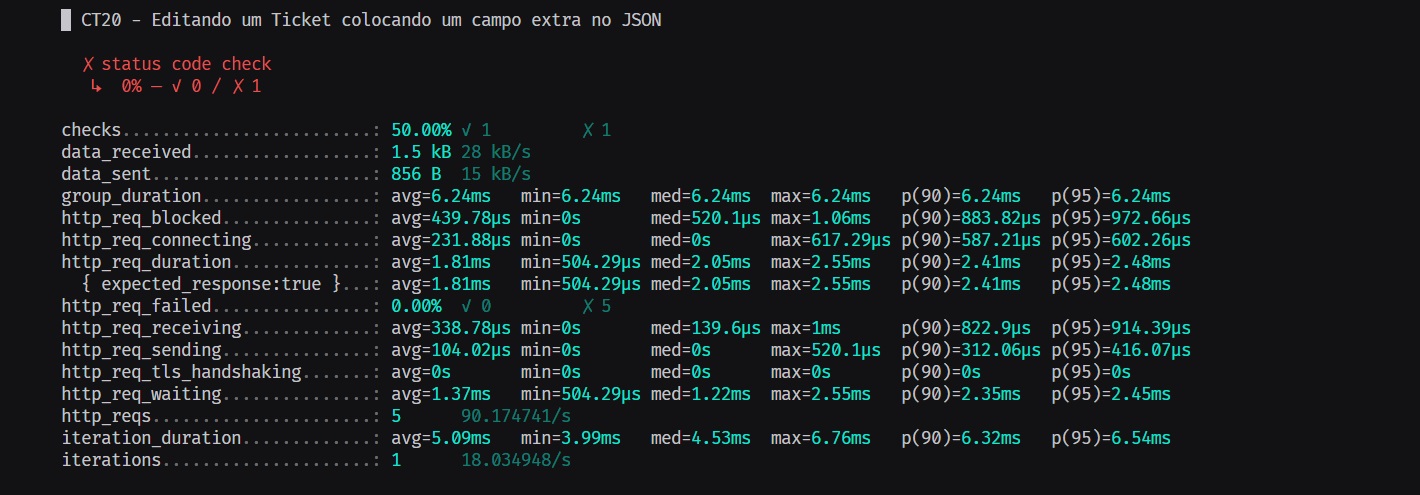 █ CT20 - Editando um Ticket colocando um campo extra no JSON
✗ status code check
↳ 0% — ✓ 0 / ✗ 1
checks.........................: 50.00% ✓ 1 ✗ 1
data_received..................: 1.5 kB 28 kB/s
data_sent......................: 856 B 15 kB/s
group_duration.................: avg=6.24ms min=6.24ms med=6.24ms max=6.24ms p(90)=6.24ms p(95)=6.24ms
http_req_blocked...............: avg=439.78µs min=0s med=520.1µs max=1.06ms p(90)=883.82µs p(95)=972.66µs
http_req_connecting............: avg=231.88µs min=0s med=0s max=617.29µs p(90)=587.21µs p(95)=602.26µs
http_req_duration..............: avg=1.81ms min=504.29µs med=2.05ms max=2.55ms p(90)=2.41ms p(95)=2.48ms
{ expected_response:true }...: avg=1.81ms min=504.29µs med=2.05ms max=2.55ms p(90)=2.41ms p(95)=2.48ms
http_req_failed................: 0.00% ✓ 0 ✗ 5
http_req_receiving.............: avg=338.78µs min=0s med=139.6µs max=1ms p(90)=822.9µs p(95)=914.39µs
http_req_sending...............: avg=104.02µs min=0s med=0s max=520.1µs p(90)=312.06µs p(95)=416.07µs
http_req_tls_handshaking.......: avg=0s min=0s med=0s max=0s p(90)=0s p(95)=0s
http_req_waiting...............: avg=1.37ms min=504.29µs med=1.22ms max=2.55ms p(90)=2.35ms p(95)=2.45ms
http_reqs......................: 5 90.174741/s
iteration_duration.............: avg=5.09ms min=3.99ms med=4.53ms max=6.76ms p(90)=6.32ms p(95)=6.54ms
iterations.....................: 1 18.034948/s